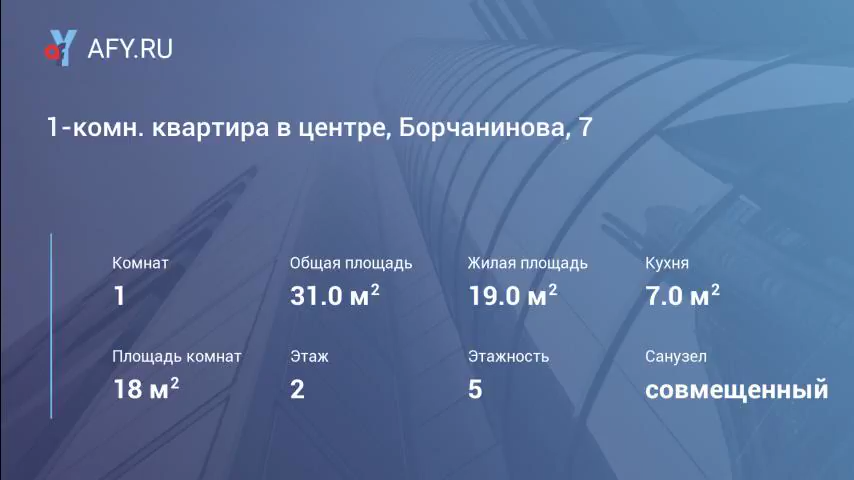 AFY.RU
1-комн. квартира в центре, Борчанинова, 7
Комнат Общая площадь Жилая площадь Кухня
1 31.0 м² 19.0 м² 7.0 м²
Площадь комнат Этаж Этажность Санузел
18 м² 2 5 совмещенный